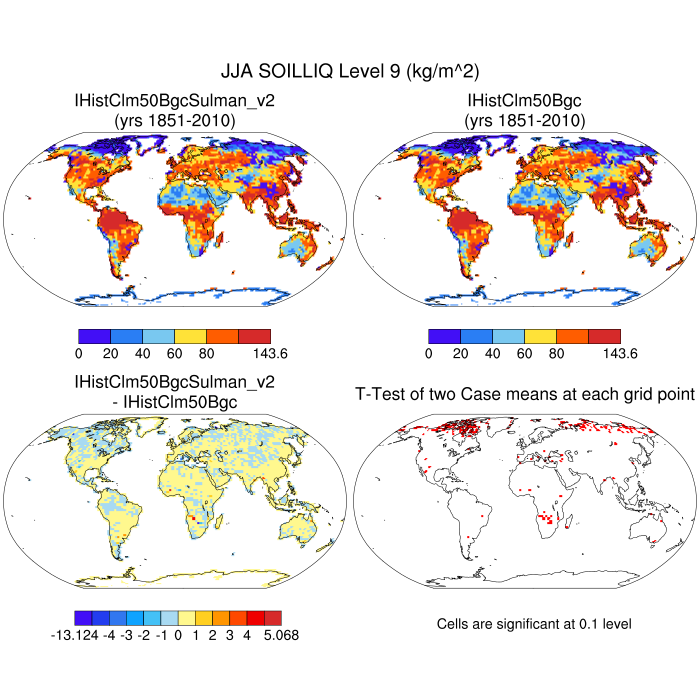 JJA SOILLIQ Level 9 (kg/m^2)
IHistClm50BgcSulman_v2
(yrs 1851-2010)
IHistClm50Bgc
(yrs 1851-2010)
0 20 40 60 80 143.6
0 20 40 60 80 143.6
IHistClm50BgcSulman_v2
- IHistClm50Bgc
T-Test of two Case means at each grid point
-13.124 -4 -3 -2 -1 0 1 2 3 4 5.068
Cells are significant at 0.1 level